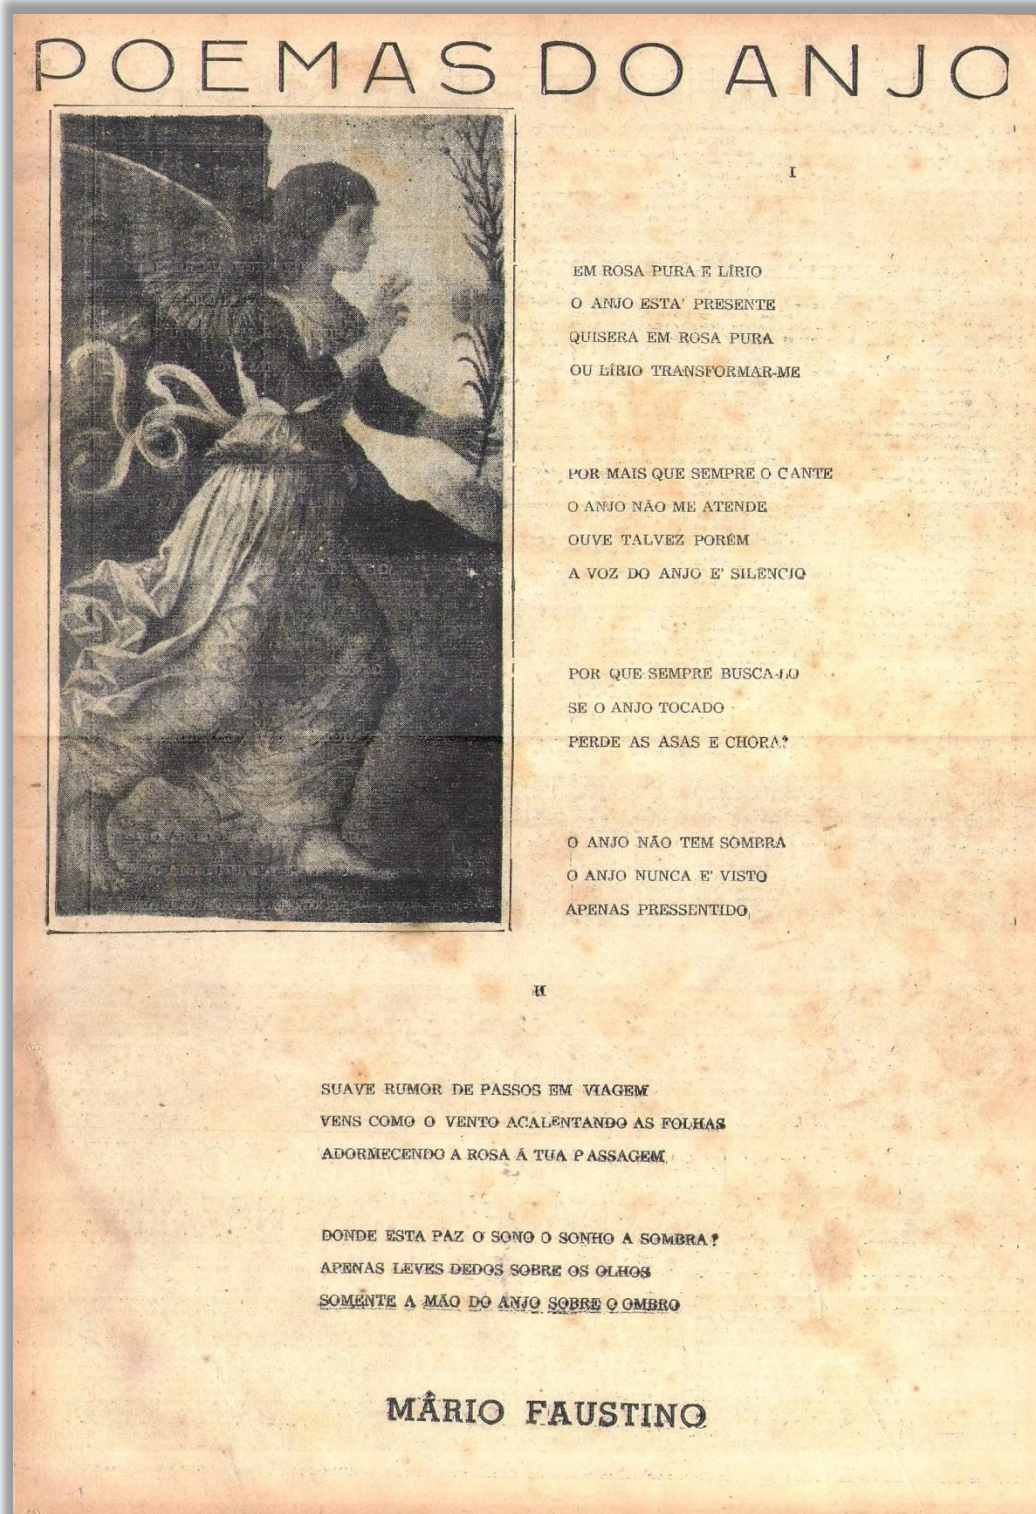 POEMAS DO ANJO
I
EM ROSA PURA E LÍRIO
O ANJO ESTA' PRESENTE
QUISERA EM ROSA PURA
OU LÍRIO TRANSFORMAR-ME
POR MAIS QUE SEMPRE O CANTE
O ANJO NÃO ME ATENDE
OUVE TALVEZ PORÉM
A VOZ DO ANJO E' SILÊNCIO
POR QUE SEMPRE BUSCA-LO
SE O ANJO TOCADO
PERDE AS ASAS E CHORA?
O ANJO NÃO TEM SOMBRA
O ANJO NUNCA E' VISTO
APENAS PRESSENTIDO,
II
SUAVE RUMOR DE PASSOS EM VIAGEM
VENS COMO O VENTO ACALENTANDO AS FOLHAS
ADORMECENDO A ROSA Á TUA PASSAGEM.
DONDE ESTA PAZ O SONO O SONHO A SOMBRA?
APENAS LEVES DEDOS SOBRE OS OLHOS
SOMENTE A MÃO DO ANJO SOBRE O OMBRO
MÁRIO FAUSTINO